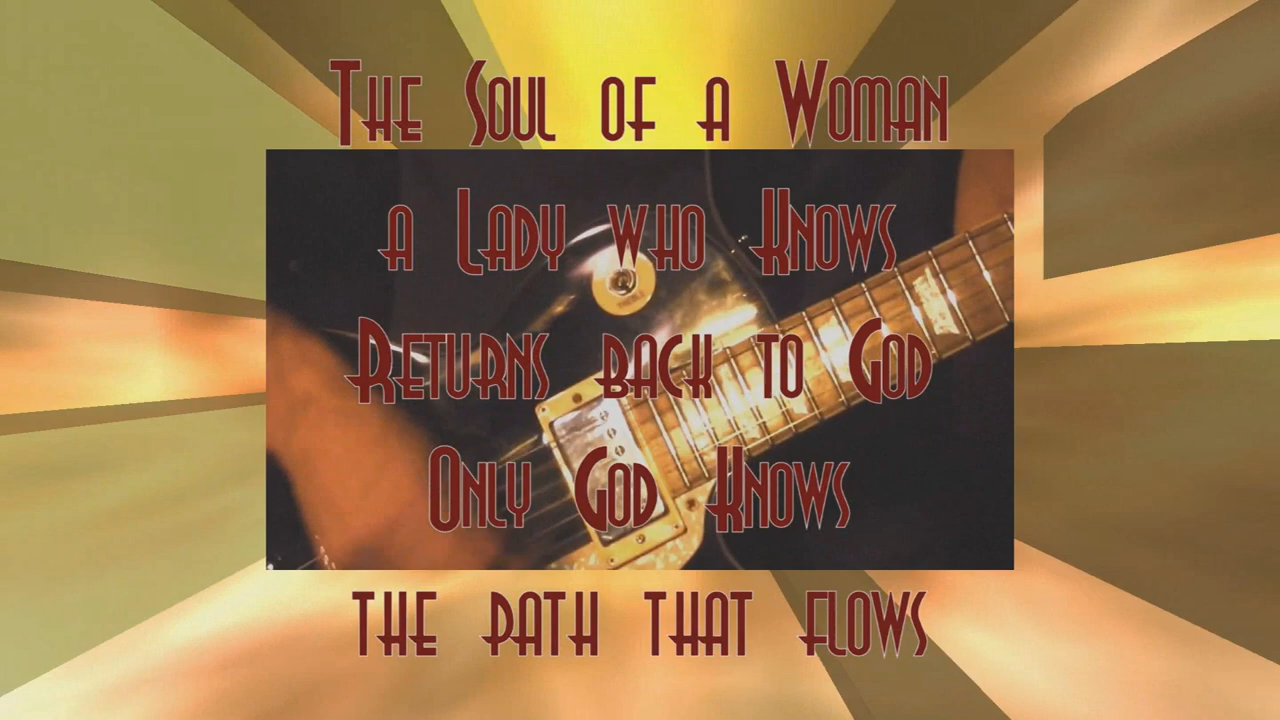 The Soul of a Woman
a Lady who Knows
Returns back to God
Only God Knows
the path that flows